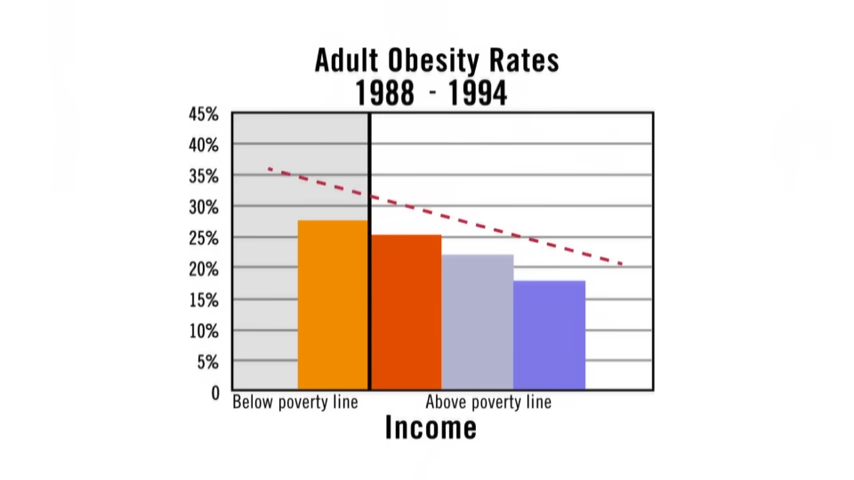 Adult Obesity Rates
1988 - 1994
45%
40%
35%
30%
25%
20%
15%
10%
5%
0
Below poverty line Above poverty line
Income